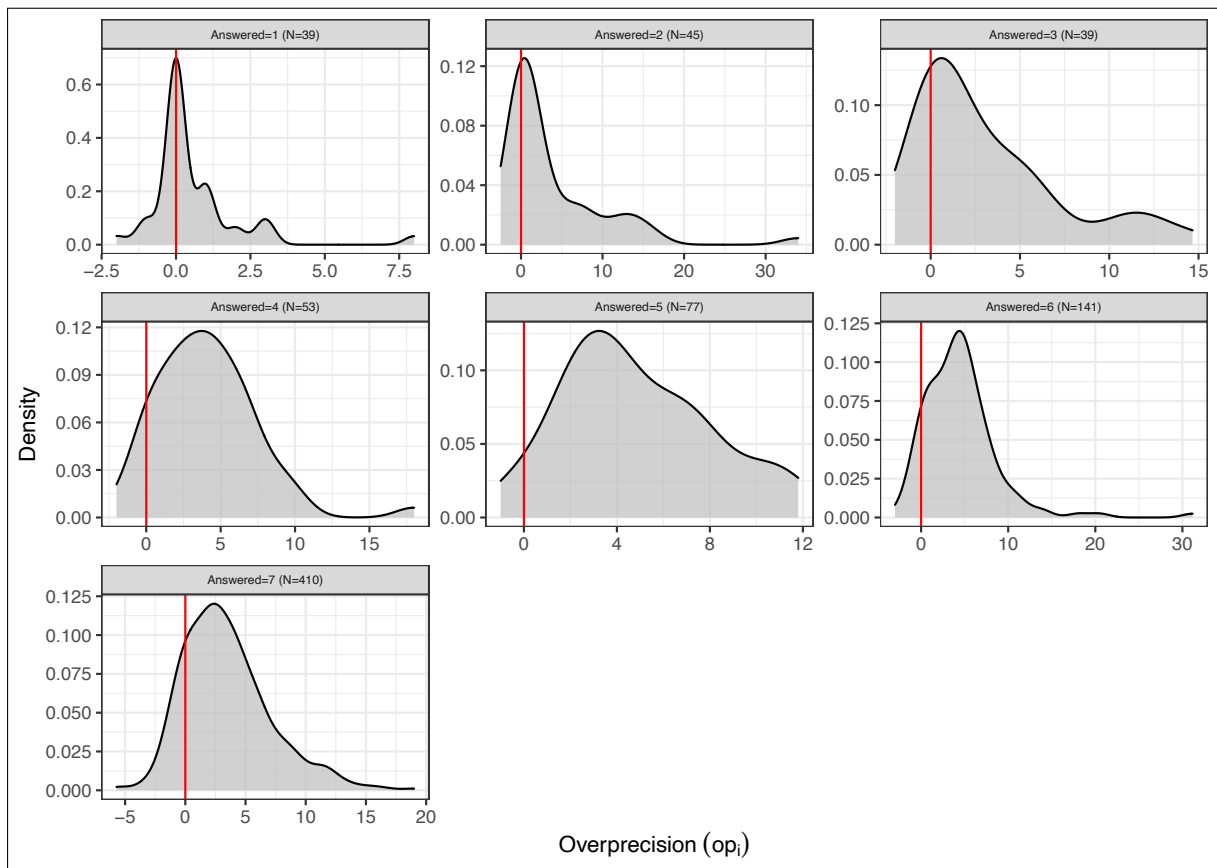 Answered=1 (N=39)
Answered=2 (N=45)
Answered=3 (N=39)
0.6
0.4
0.2
0.0
−2.5 0.0 2.5 5.0 7.5
0.12
0.08
0.04
0.00
0 10 20 30
0.10
0.05
0.00
0 5 10 15
Answered=4 (N=53)
Answered=5 (N=77)
Answered=6 (N=141)
0.12
0.09
0.06
0.03
0.00
0 5 10 15
0.10
0.05
0.00
0 4 8 12
0.125
0.100
0.075
0.050
0.025
0.000
0 10 20 30
Answered=7 (N=410)
0.125
0.100
0.075
0.050
0.025
0.000
−5 0 5 10 15 20
Density
Overprecision (opᵢ)